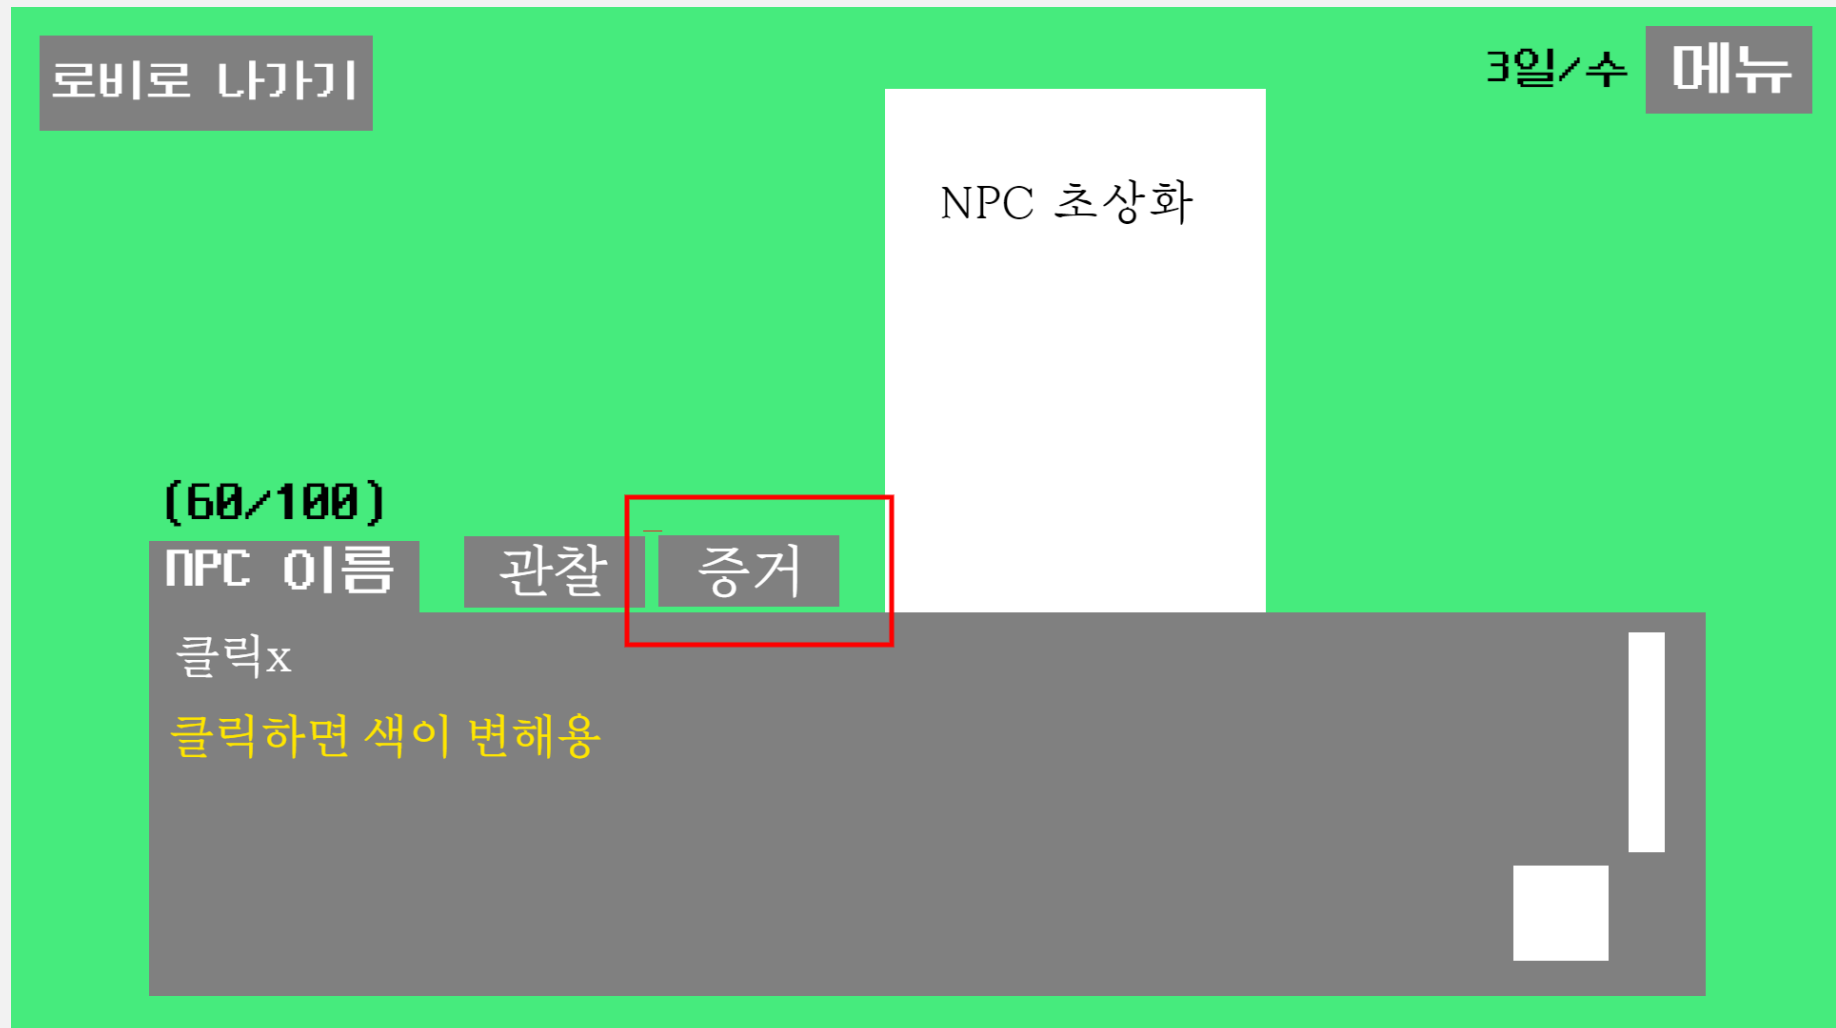 로비로 나가기
3일/수
메뉴
NPC 초상화
(60/100)
NPC 이름
관찰
증거
클릭x
클릭하면 색이 변해용